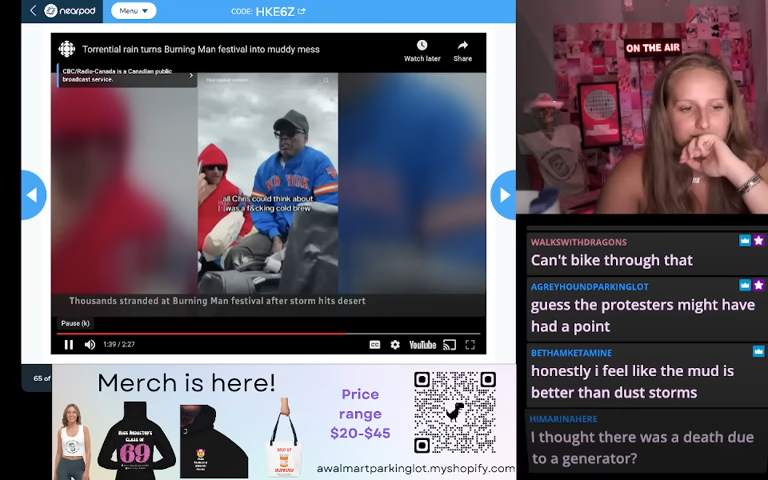 nearpod
Menu
CODE: HKE6Z
Torrential rain turns Burning Man festival into muddy mess
Watch later
Share
CBC/Radio-Canada is a Canadian public
broadcast service.
NEW YORK
all Chris could think about
was a f&cking cold brew
Thousands stranded at Burning Man festival after storm hits desert
Pause (k)
1:39 / 2:27
CC
YouTube
65 of
Merch is here!
Price
range
$20-$45
CLASS OF
69
awalmartparkinglot.myshopify.com
ON THE AIR
WALKSWITHDRAGONS
Can't bike through that
AGREYHOUNDPARKINGLOT
guess the protesters might have
had a point
BETHAMKETAMINE
honestly i feel like the mud is
better than dust storms
HIMARINAHERE
I thought there was a death due
to a generator?